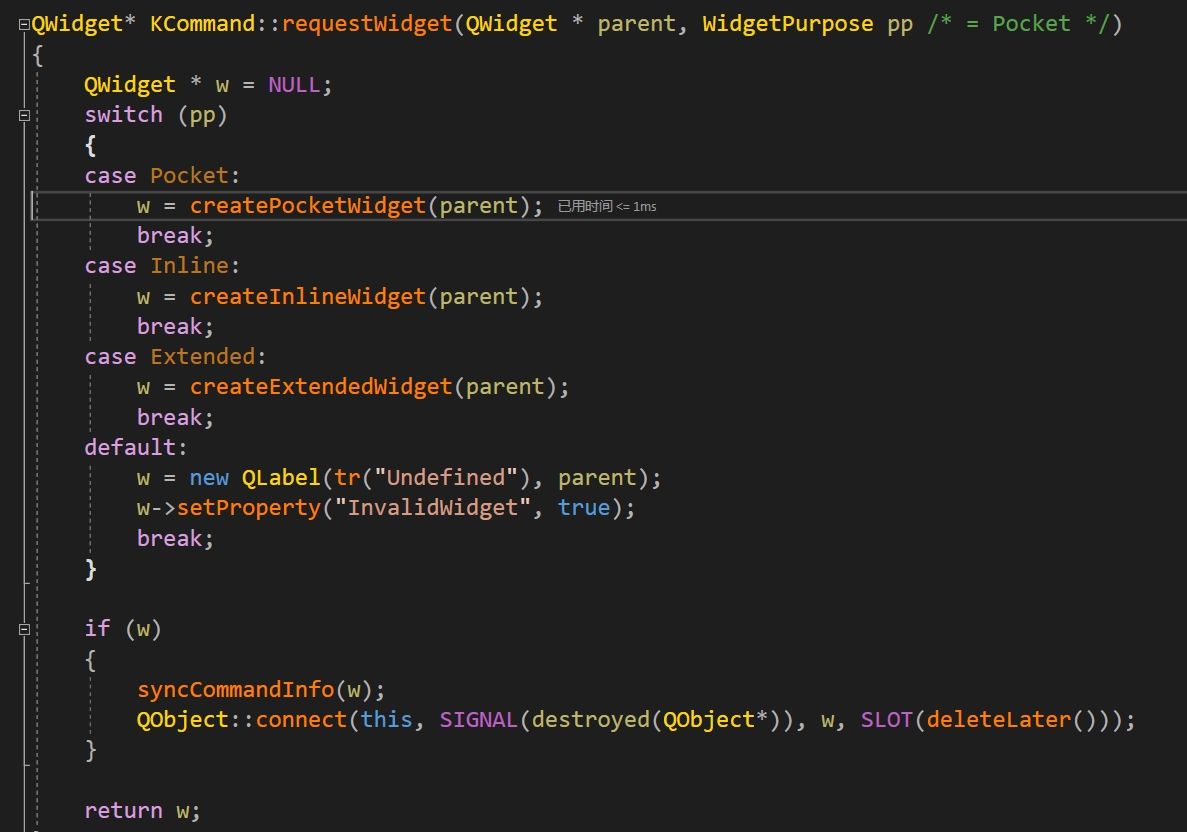 QWidget* KCommand::requestWidget(QWidget * parent, WidgetPurpose pp /* = Pocket */)
{
    QWidget * w = NULL;
    switch (pp)
    {
    case Pocket:
        w = createPocketWidget(parent); 已用时间 <= 1ms
        break;
    case Inline:
        w = createInlineWidget(parent);
        break;
    case Extended:
        w = createExtendedWidget(parent);
        break;
    default:
        w = new QLabel(tr("Undefined"), parent);
        w->setProperty("InvalidWidget", true);
        break;
    }

    if (w)
    {
        syncCommandInfo(w);
        QObject::connect(this, SIGNAL(destroyed(QObject*)), w, SLOT(deleteLater()));
    }

    return w;